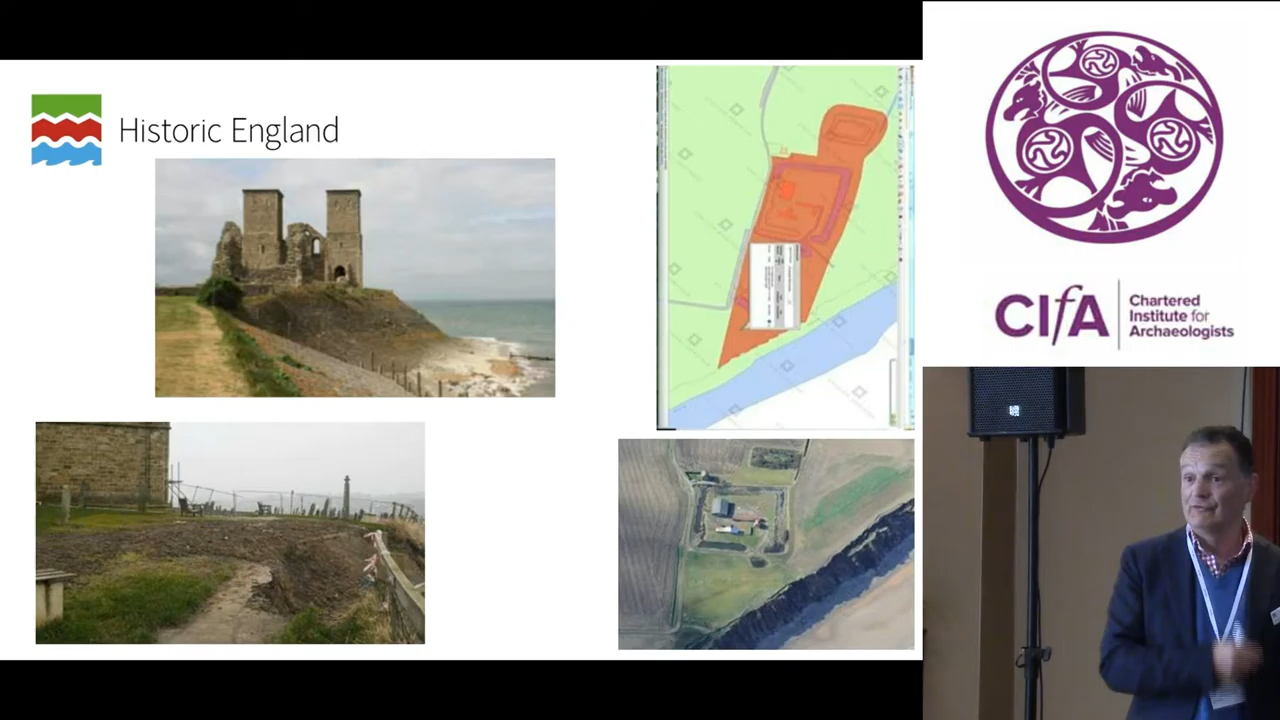 Historic England
CIfA
Chartered
Institute for
Archaeologists